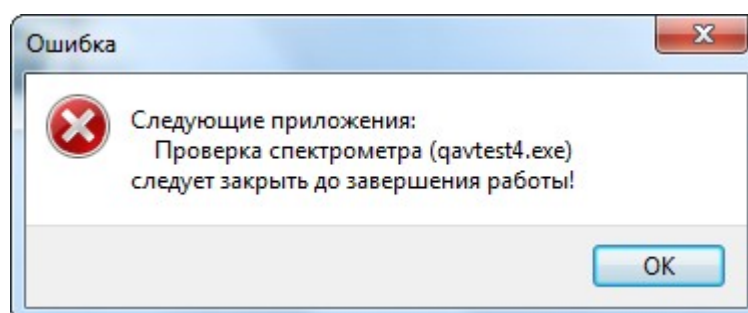 Ошибка
Следующие приложения:
Проверка спектрометра (qavtest4.exe)
следует закрыть до завершения работы!
OK